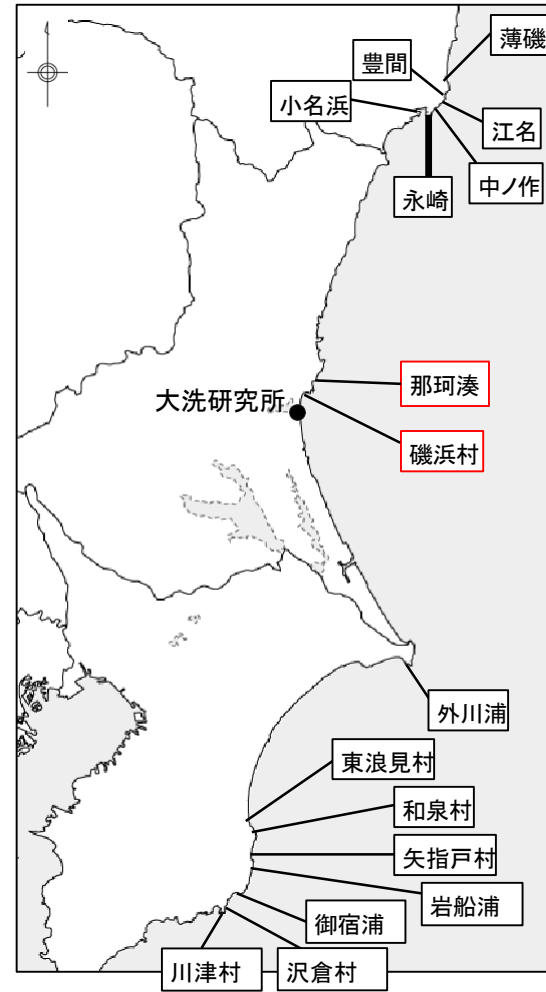 薄磯
豊間
小名浜
江名
中ノ作
永崎
那珂湊
大洗研究所
磯浜村
外川浦
東浪見村
和泉村
矢指戸村
岩船浦
御宿浦
川津村
沢倉村